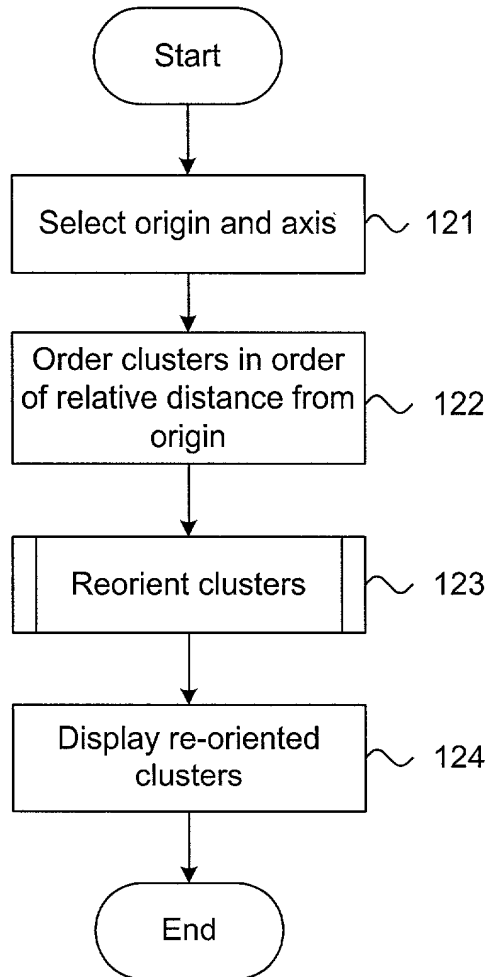 Start
Select origin and axis
121
Order clusters in order
of relative distance from
origin
122
Reorient clusters
123
Display re-oriented
clusters
124
End